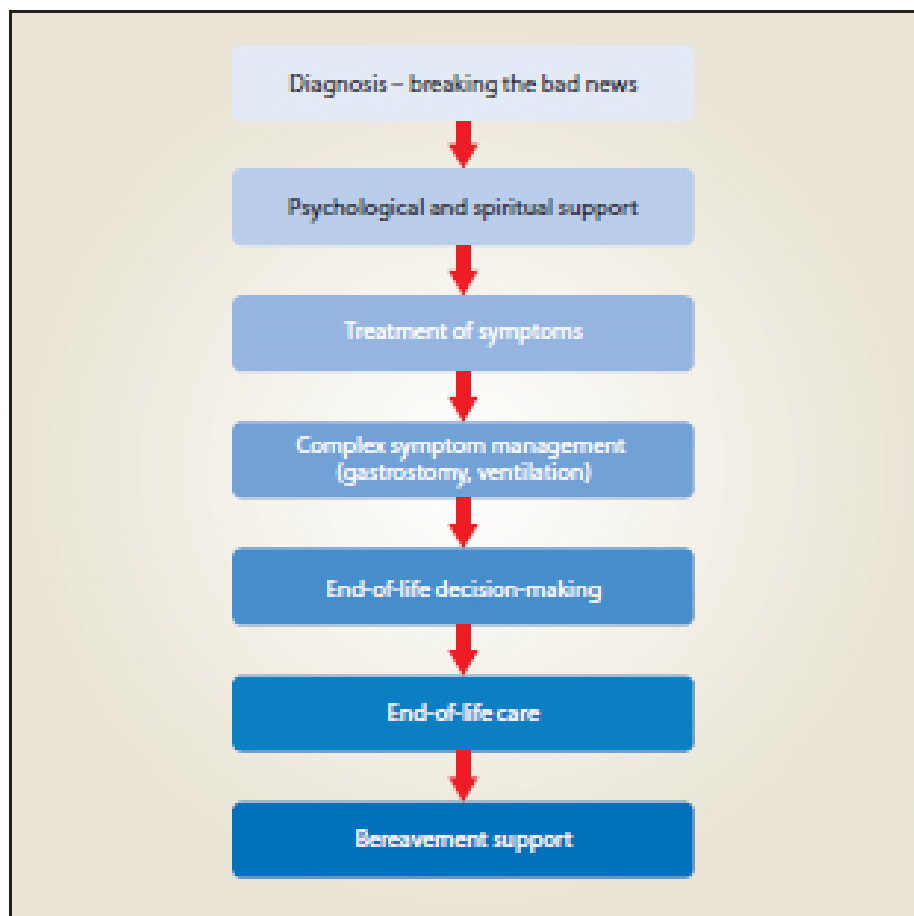 Diagnosis – breaking the bad news
Psychological and spiritual support
Treatment of symptoms
Complex symptom management
(gastrostomy, ventilation)
End-of-life decision-making
End-of-life care
Bereavement support